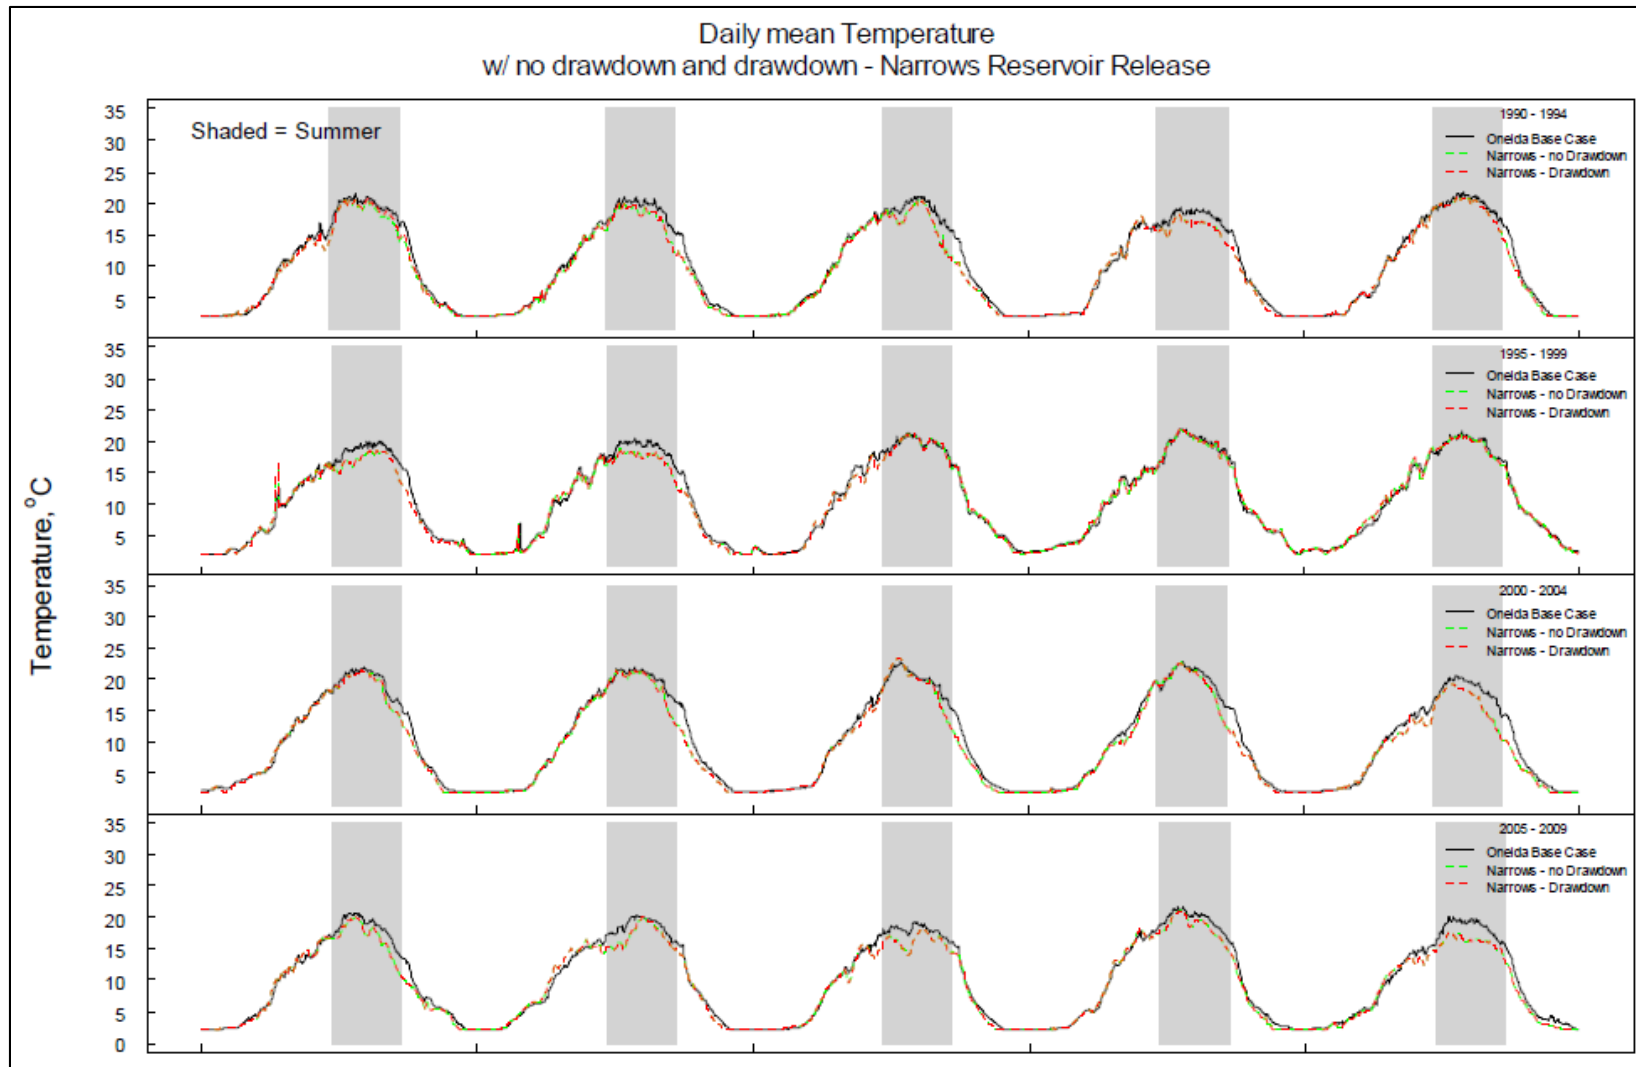 Daily mean Temperature
w/ no drawdown and drawdown - Narrows Reservoir Release
Temperature, °C
35
30
25
20
15
10
5
Shaded = Summer
1990 - 1994
Oneida Base Case
Narrows - no Drawdown
Narrows - Drawdown
35
30
25
20
15
10
5
1995 - 1999
Oneida Base Case
Narrows - no Drawdown
Narrows - Drawdown
35
30
25
20
15
10
5
2000 - 2004
Oneida Base Case
Narrows - no Drawdown
Narrows - Drawdown
35
30
25
20
15
10
5
0
2005 - 2009
Oneida Base Case
Narrows - no Drawdown
Narrows - Drawdown